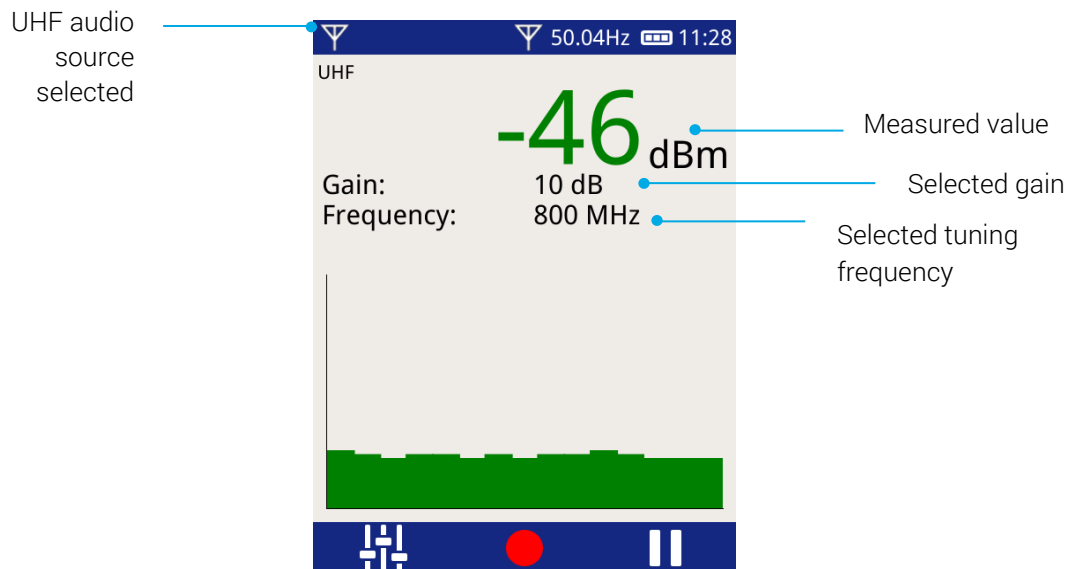 UHF audio
source
selected
50.04Hz 11:28
UHF
-46 dBm
Measured value
Gain: 10 dB
Selected gain
Frequency: 800 MHz
Selected tuning
frequency